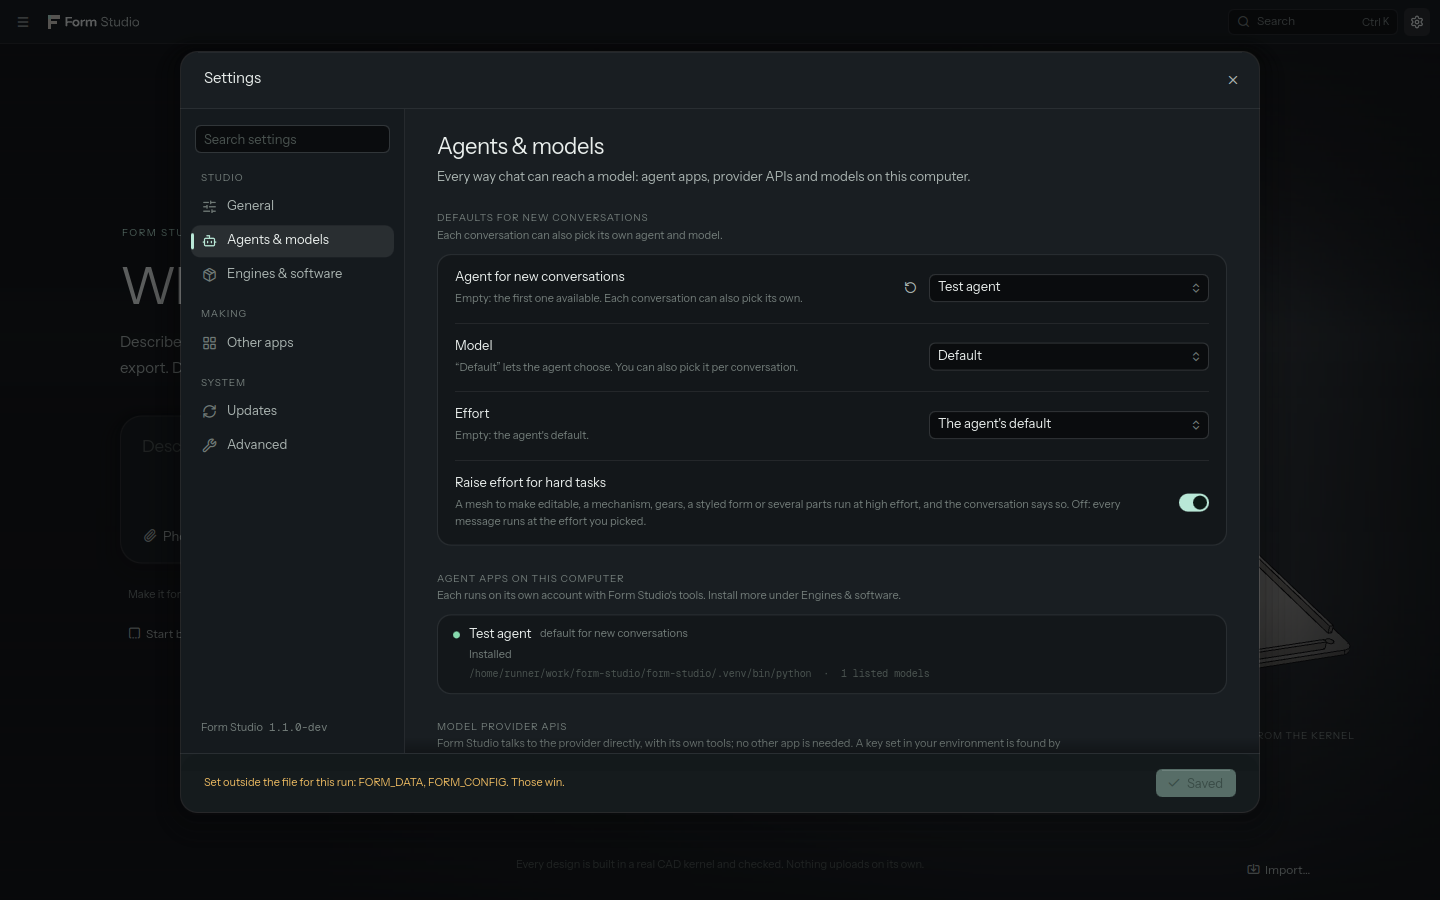 Form Studio
Search Ctrl K
Settings
Search settings
STUDIO
General
Agents & models
Engines & software
MAKING
Other apps
SYSTEM
Updates
Advanced
Form Studio 1.1.0-dev
Agents & models
Every way chat can reach a model: agent apps, provider APIs and models on this computer.
DEFAULTS FOR NEW CONVERSATIONS
Each conversation can also pick its own agent and model.
Agent for new conversations
Empty: the first one available. Each conversation can also pick its own.
Test agent
Model
“Default” lets the agent choose. You can also pick it per conversation.
Default
Effort
Empty: the agent's default.
The agent's default
Raise effort for hard tasks
A mesh to make editable, a mechanism, gears, a styled form or several parts run at high effort, and the conversation says so. Off: every
message runs at the effort you picked.
AGENT APPS ON THIS COMPUTER
Each runs on its own account with Form Studio's tools. Install more under Engines & software.
Test agent default for new conversations
Installed
/home/runner/work/form-studio/form-studio/.venv/bin/python · 1 listed models
MODEL PROVIDER APIS
Form Studio talks to the provider directly, with its own tools; no other app is needed. A key set in your environment is found by
Set outside the file for this run: FORM_DATA, FORM_CONFIG. Those win.
Saved
FORM
Describe
export.
Make it for
Start
ROM THE KERNEL
Every design is built in a real CAD kernel and checked. Nothing uploads on its own.
Import...